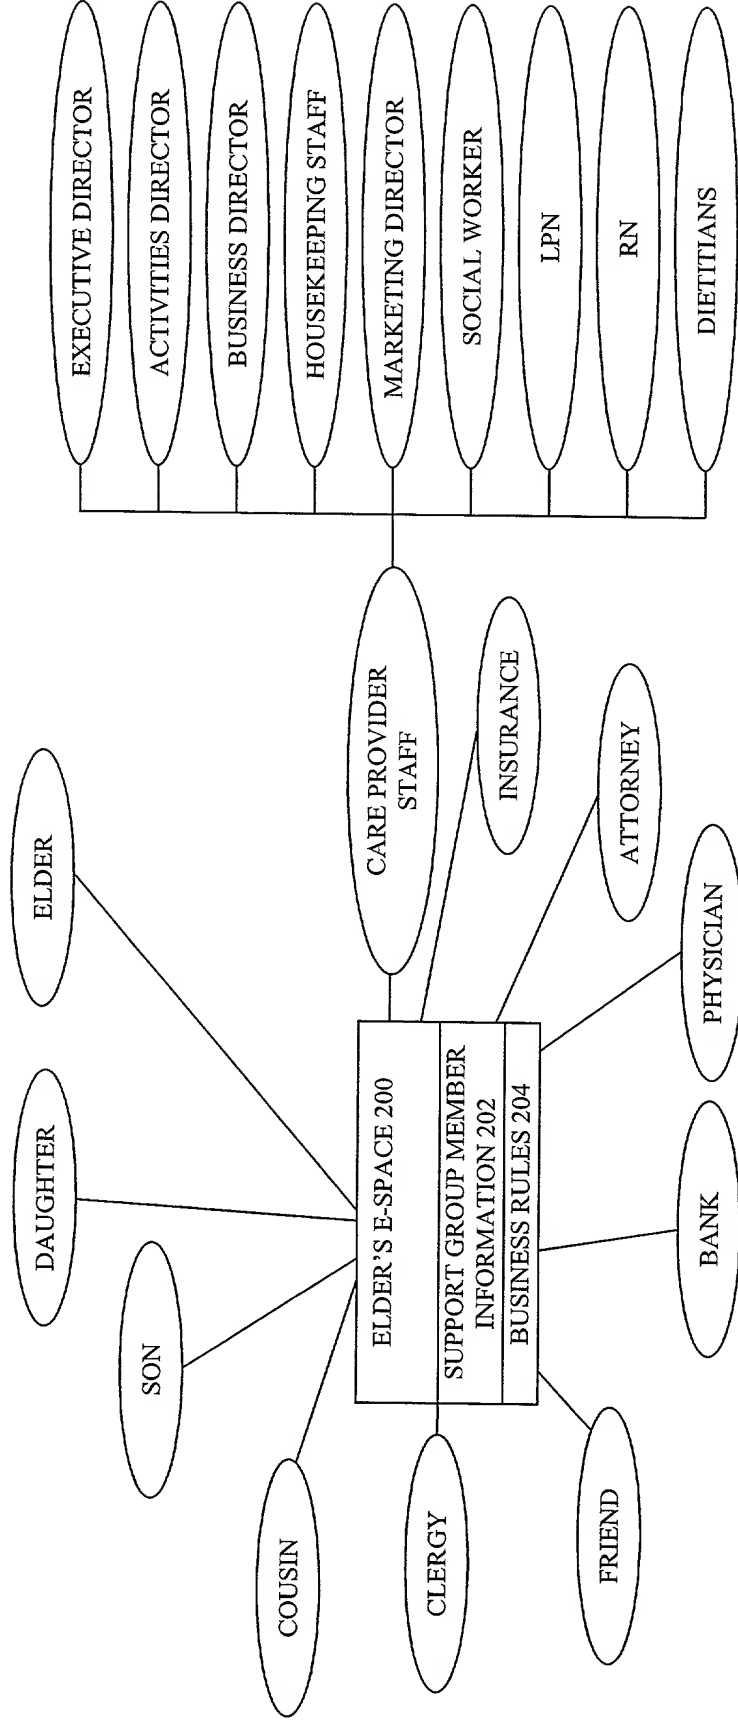 ELDER
DAUGHTER
SON
COUSIN
CLERGY
FRIEND
BANK
PHYSICIAN
ATTORNEY
INSURANCE
ELDER'S E-SPACE 200
SUPPORT GROUP MEMBER
INFORMATION 202
BUSINESS RULES 204
CARE PROVIDER
STAFF
EXECUTIVE DIRECTOR
ACTIVITIES DIRECTOR
BUSINESS DIRECTOR
HOUSEKEEPING STAFF
MARKETING DIRECTOR
SOCIAL WORKER
LPN
RN
DIETITIANS